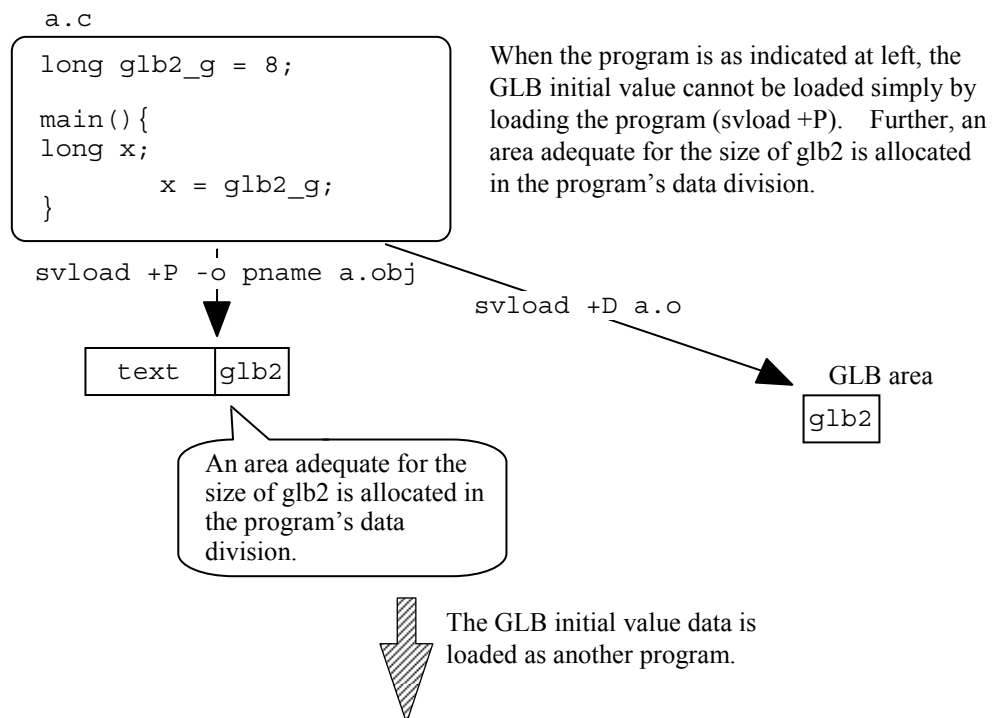 a.c
long glb2_g = 8;
main(){
long x;
x = glb2_g;
}
When the program is as indicated at left, the
GLB initial value cannot be loaded simply by
loading the program (svload +P). Further, an
area adequate for the size of glb2 is allocated
in the program's data division.
svload +P -o pname a.obj
svload +D a.o
text glb2
GLB area
glb2
An area adequate for the
size of glb2 is allocated in
the program's data
division.
The GLB initial value data is
loaded as another program.